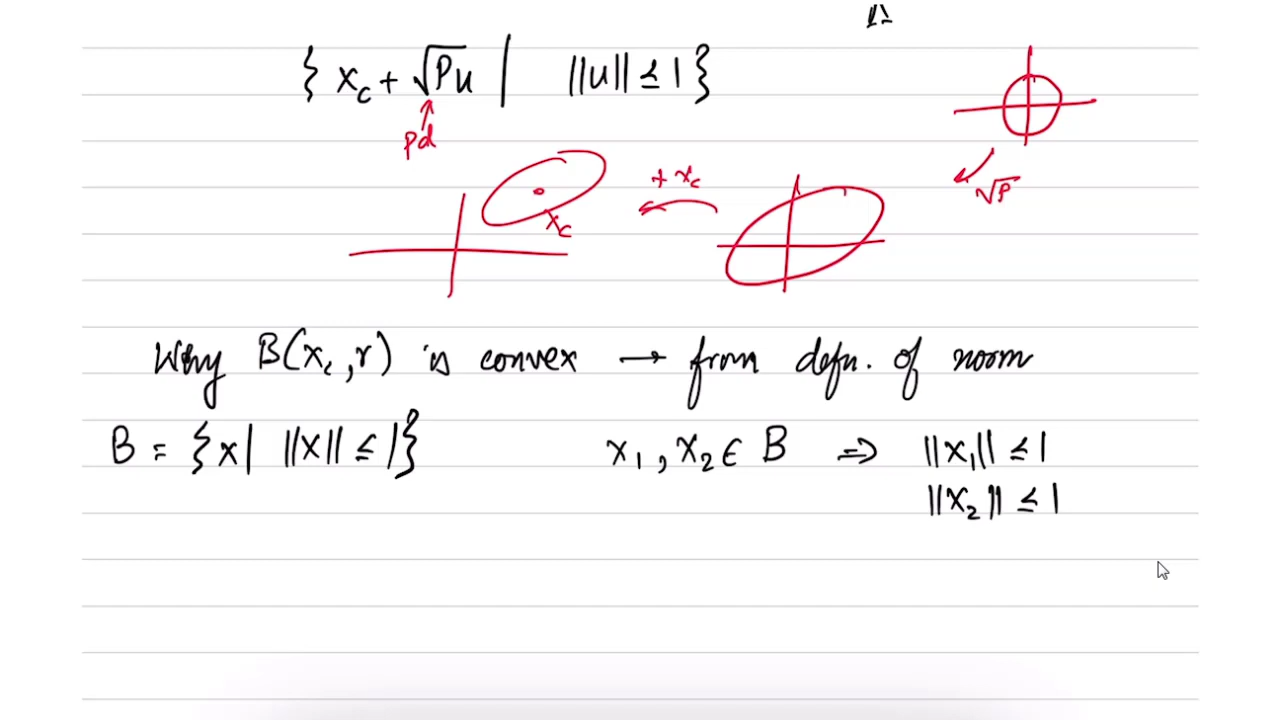 { x_c + √P u | ||u|| ≤ 1 }
pd
√P
+ x_c
x_c
Why B(x_c, r) is convex → from defn. of norm
B = { x | ||x|| ≤ 1 } x_1, x_2 ∈ B ⇒ ||x_1|| ≤ 1
||x_2|| ≤ 1